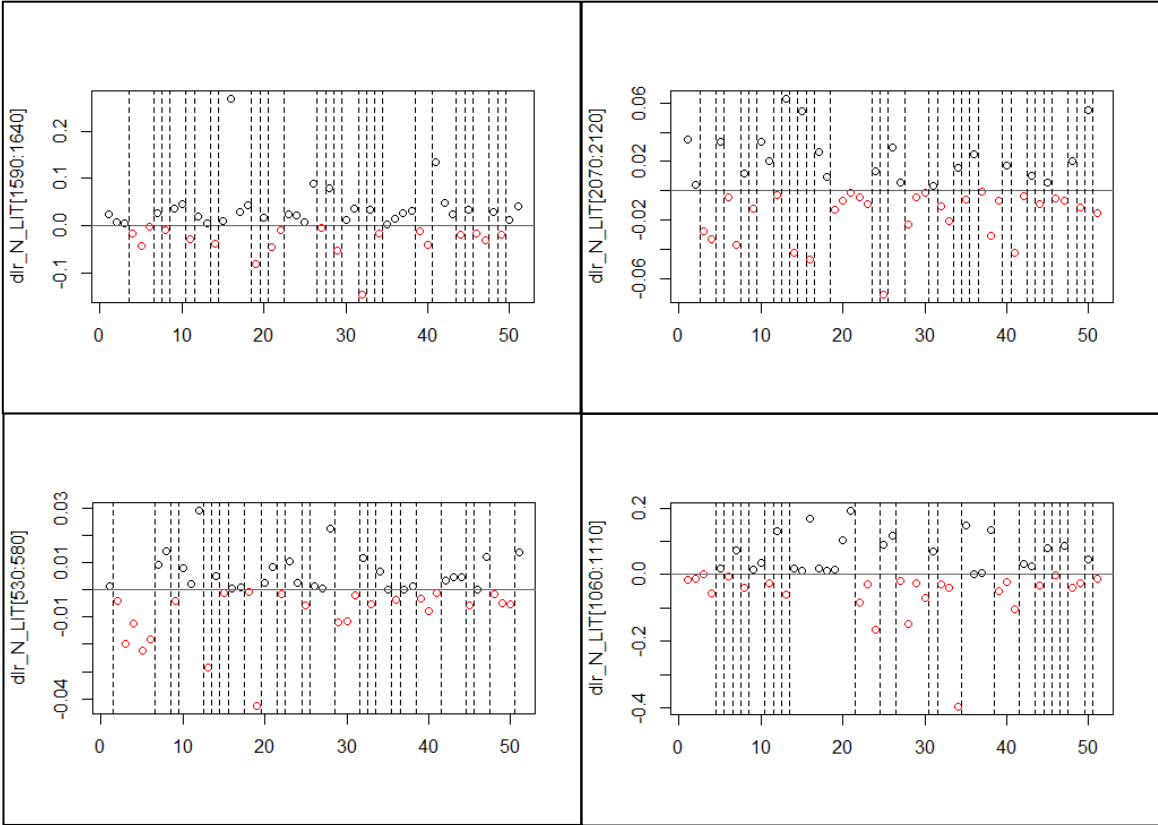 dlr_N_LIT[1590:1640]
0.2
0.1
0.0
-0.1
0 10 20 30 40 50
dlr_N_LIT[2070:2120]
0.06
0.02
-0.02
-0.06
0 10 20 30 40 50
dlr_N_LIT[530:580]
0.03
0.01
-0.01
-0.04
0 10 20 30 40 50
dlr_N_LIT[1060:1110]
0.2
0.0
-0.2
-0.4
0 10 20 30 40 50